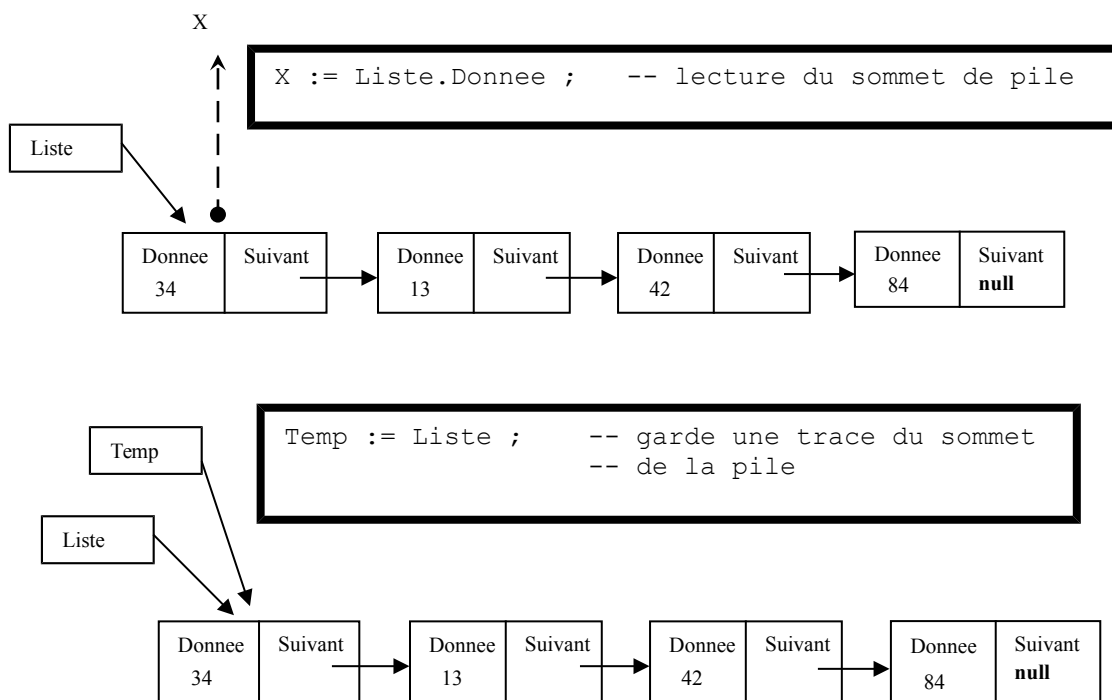 X
X := Liste.Donnee ;   -- lecture du sommet de pile
Liste
Donnee Suivant Donnee Suivant Donnee Suivant Donnee Suivant
34 13 42 84 null
Temp := Liste ;    -- garde une trace du sommet
-- de la pile
Temp
Liste
Donnee Suivant Donnee Suivant Donnee Suivant Donnee Suivant
34 13 42 84 null